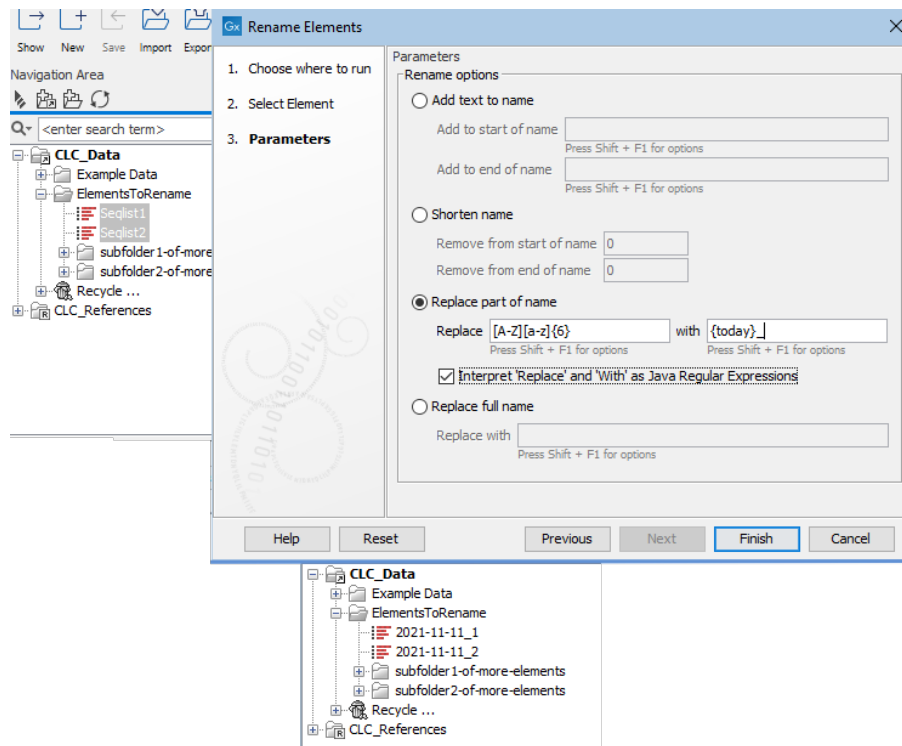 Show New Save Import Expor
Navigation Area
<enter search term>
CLC_Data
Example Data
ElementsToRename
Seqlist1
Seqlist2
subfolder1-of-more
subfolder2-of-more
Recycle ...
CLC_References
Gx Rename Elements
1. Choose where to run
2. Select Element
3. Parameters
Parameters
Rename options
Add text to name
Add to start of name
Press Shift + F1 for options
Add to end of name
Press Shift + F1 for options
Shorten name
Remove from start of name 0
Remove from end of name 0
Replace part of name
Replace [A-Z][a-z]{6} with {today}_
Press Shift + F1 for options Press Shift + F1 for options
Interpret 'Replace' and 'With' as Java Regular Expressions
Replace full name
Replace with
Press Shift + F1 for options
Help Reset Previous Next Finish Cancel
CLC_Data
Example Data
ElementsToRename
2021-11-11_1
2021-11-11_2
subfolder1-of-more-elements
subfolder2-of-more-elements
Recycle ...
CLC_References